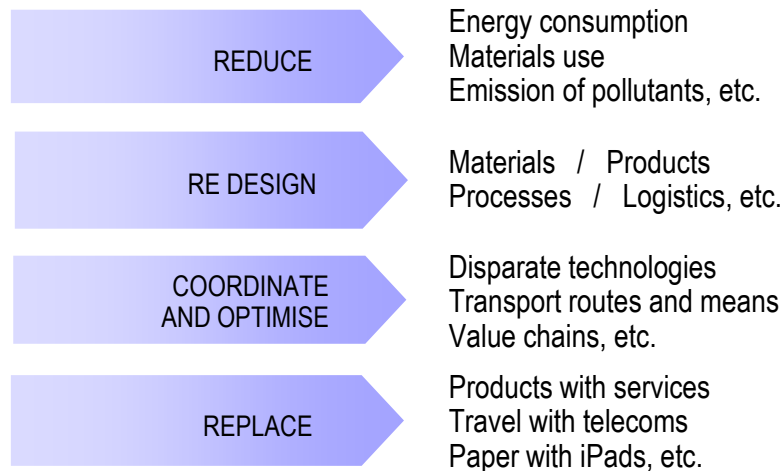 REDUCE
Energy consumption
Materials use
Emission of pollutants, etc.
RE DESIGN
Materials / Products
Processes / Logistics, etc.
COORDINATE
AND OPTIMISE
Disparate technologies
Transport routes and means
Value chains, etc.
REPLACE
Products with services
Travel with telecoms
Paper with iPads, etc.